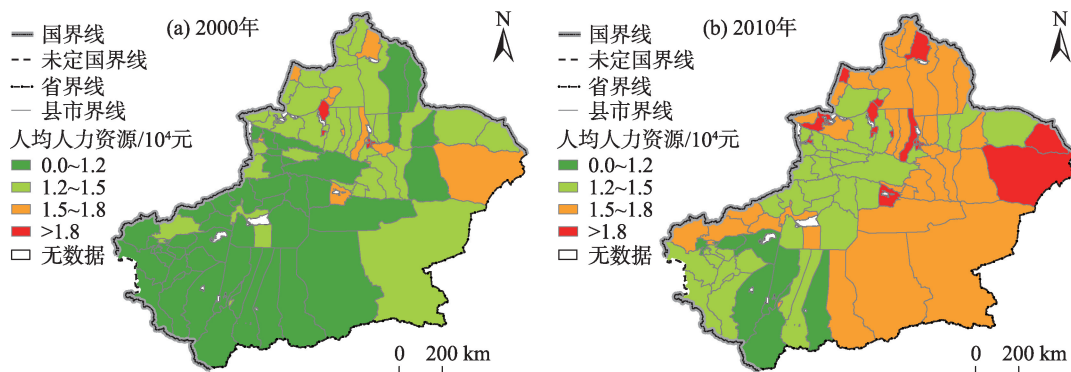 (a) 2000年
N
国界线
未定国界线
省界线
县市界线
人均人力资源/10⁴元
0.0~1.2
1.2~1.5
1.5~1.8
>1.8
无数据
0 200 km
(b) 2010年
N
国界线
未定国界线
省界线
县市界线
人均人力资源/10⁴元
0.0~1.2
1.2~1.5
1.5~1.8
>1.8
无数据
0 200 km